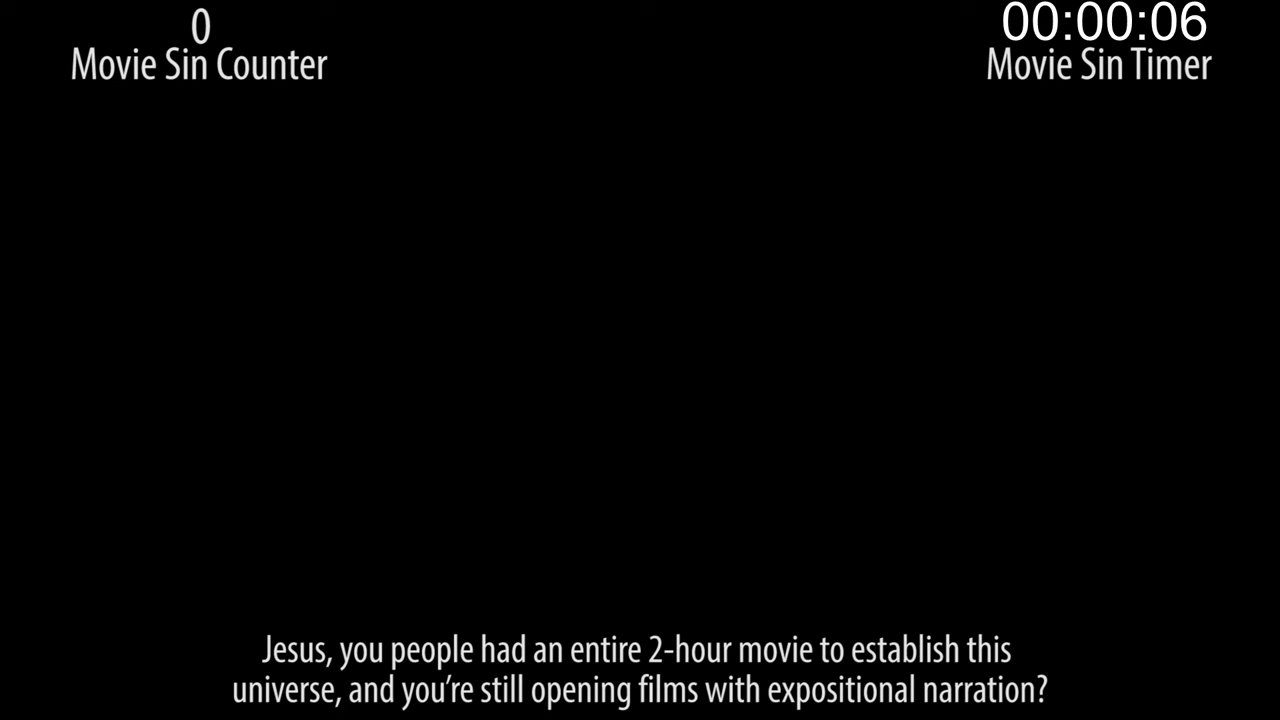 0
Movie Sin Counter
00:00:06
Movie Sin Timer
Jesus, you people had an entire 2-hour movie to establish this
universe, and you’re still opening films with expositional narration?